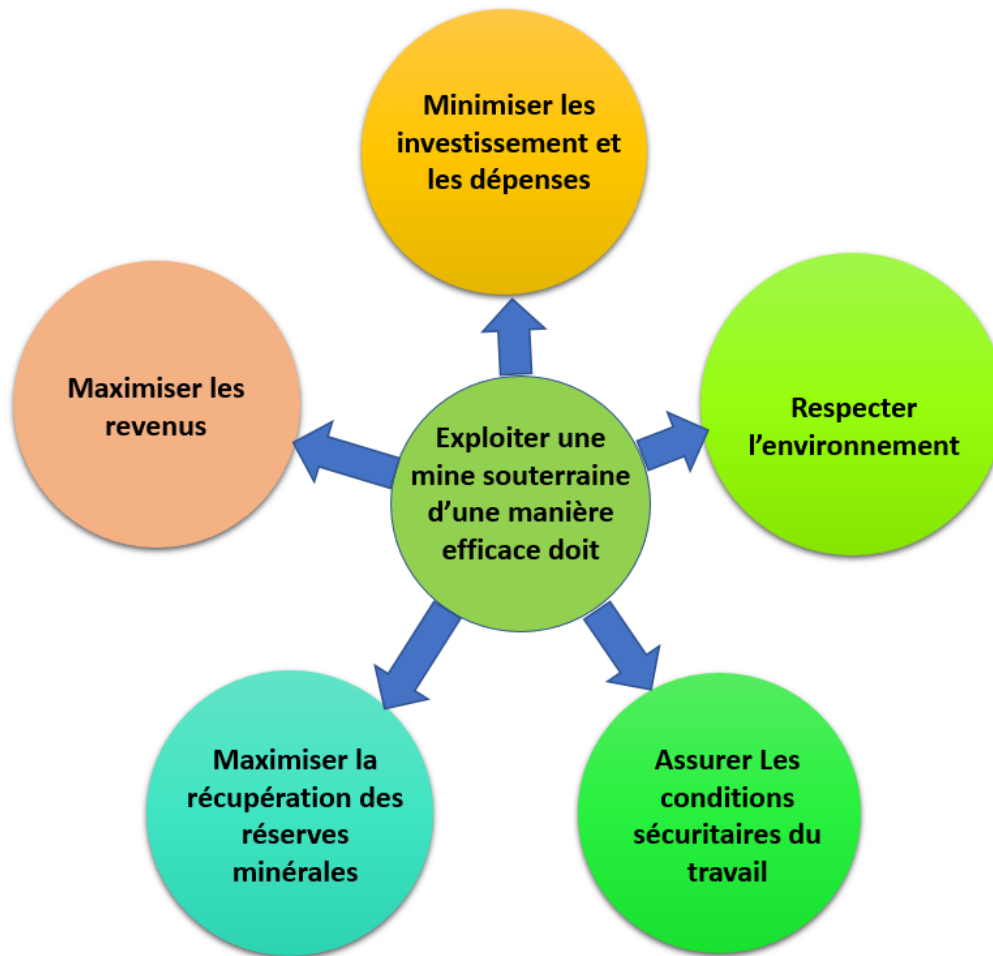 Minimiser les
investissement et
les dépenses
Maximiser les
revenus
Respecter
l’environnement
Exploiter une
mine souterraine
d’une manière
efficace doit
Maximiser la
récupération des
réserves
minérales
Assurer Les
conditions
sécuritaires du
travail